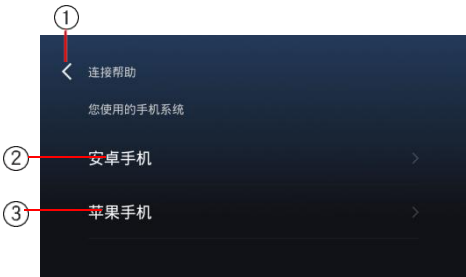 ①
连接帮助
您使用的手机系统
② 安卓手机
③ 苹果手机